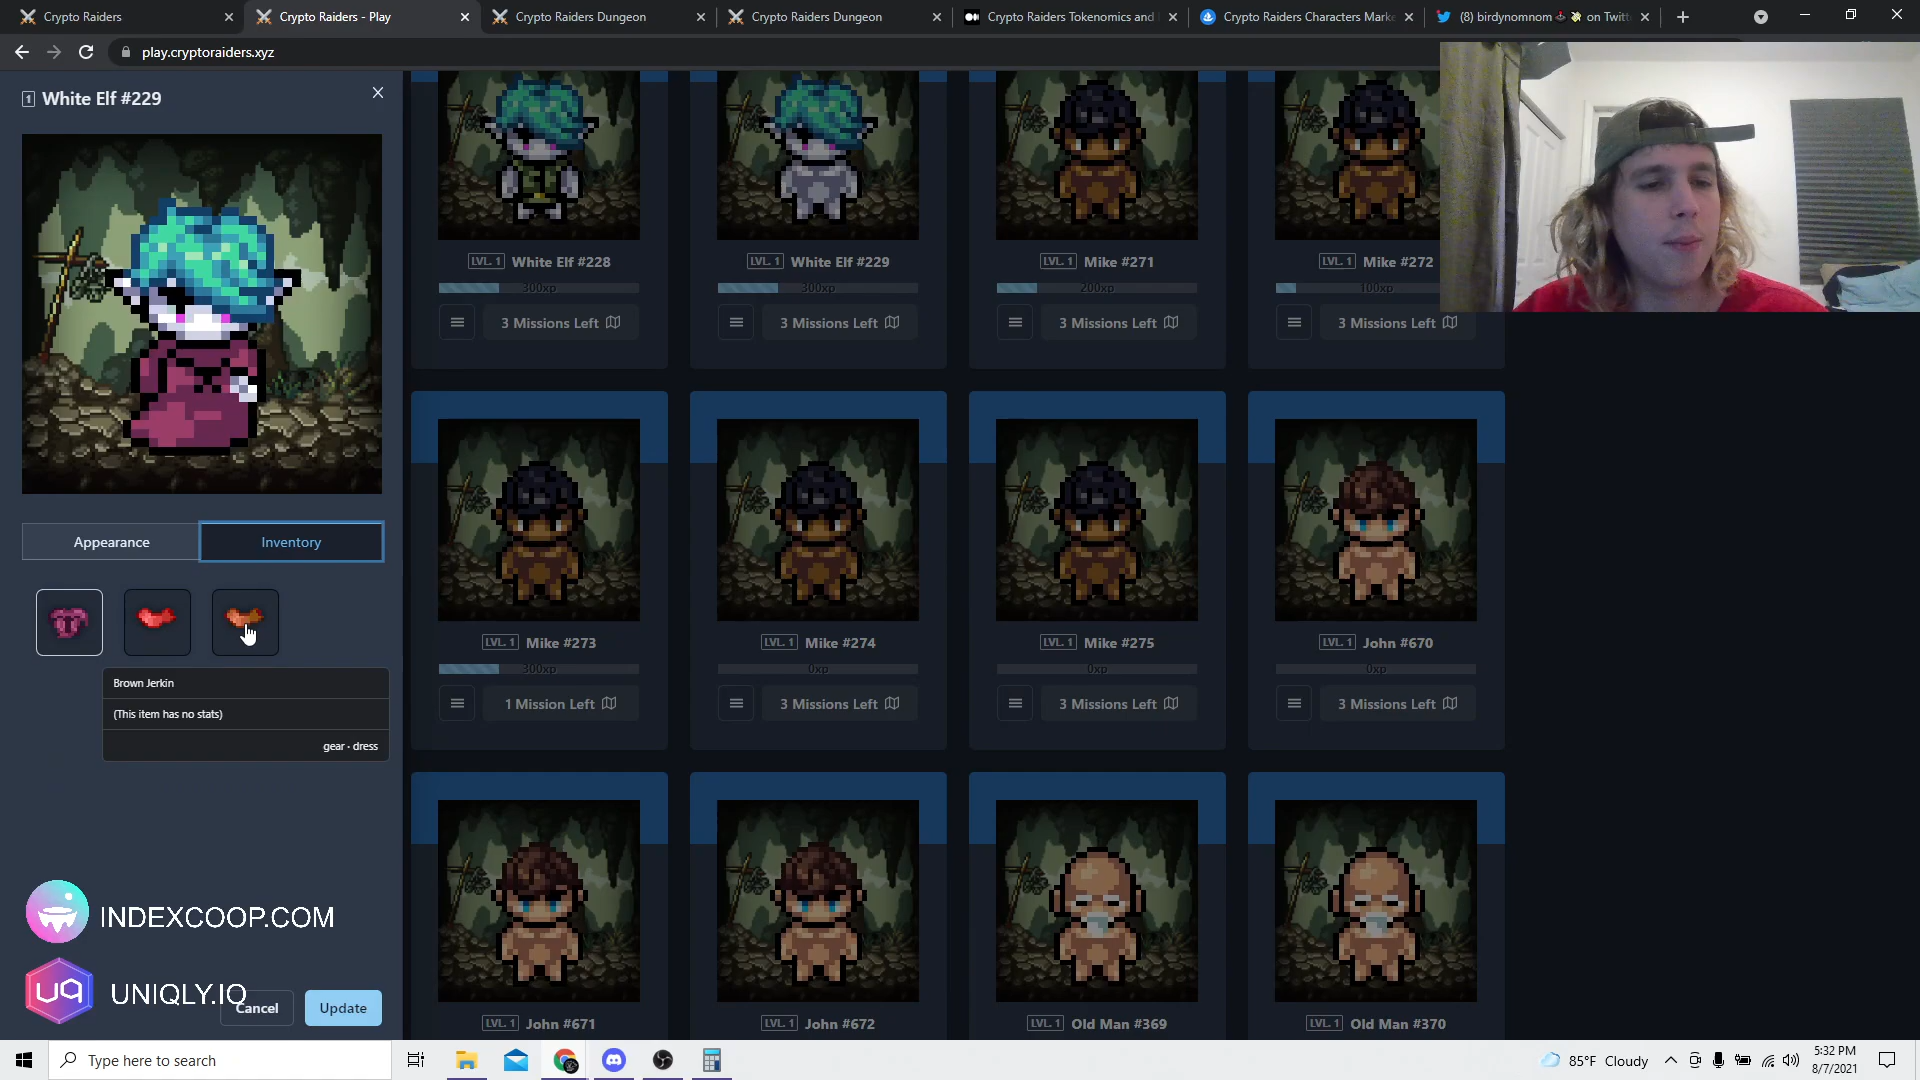 Crypto Raiders
Crypto Raiders - Play
Crypto Raiders Dungeon
Crypto Raiders Dungeon
Crypto Raiders Tokenomics and
Crypto Raiders Characters Marke
(8) birdynomnom on Twitt
play.cryptoraiders.xyz
1 White Elf #229
LVL. 1 White Elf #228
LVL. 1 White Elf #229
LVL. 1 Mike #271
LVL. 1 Mike #272
300xp
300xp
200xp
100xp
3 Missions Left
3 Missions Left
3 Missions Left
3 Missions Left
Appearance
Inventory
Brown Jerkin
(This item has no stats)
gear · dress
LVL. 1 Mike #273
LVL. 1 Mike #274
LVL. 1 Mike #275
LVL. 1 John #670
300xp
0xp
0xp
0xp
1 Mission Left
3 Missions Left
3 Missions Left
3 Missions Left
INDEXCOOP.COM
UQ UNIQLY.IO
Cancel
Update
LVL. 1 John #671
LVL. 1 John #672
LVL. 1 Old Man #369
LVL. 1 Old Man #370
Type here to search
85°F Cloudy
5:32 PM
8/7/2021